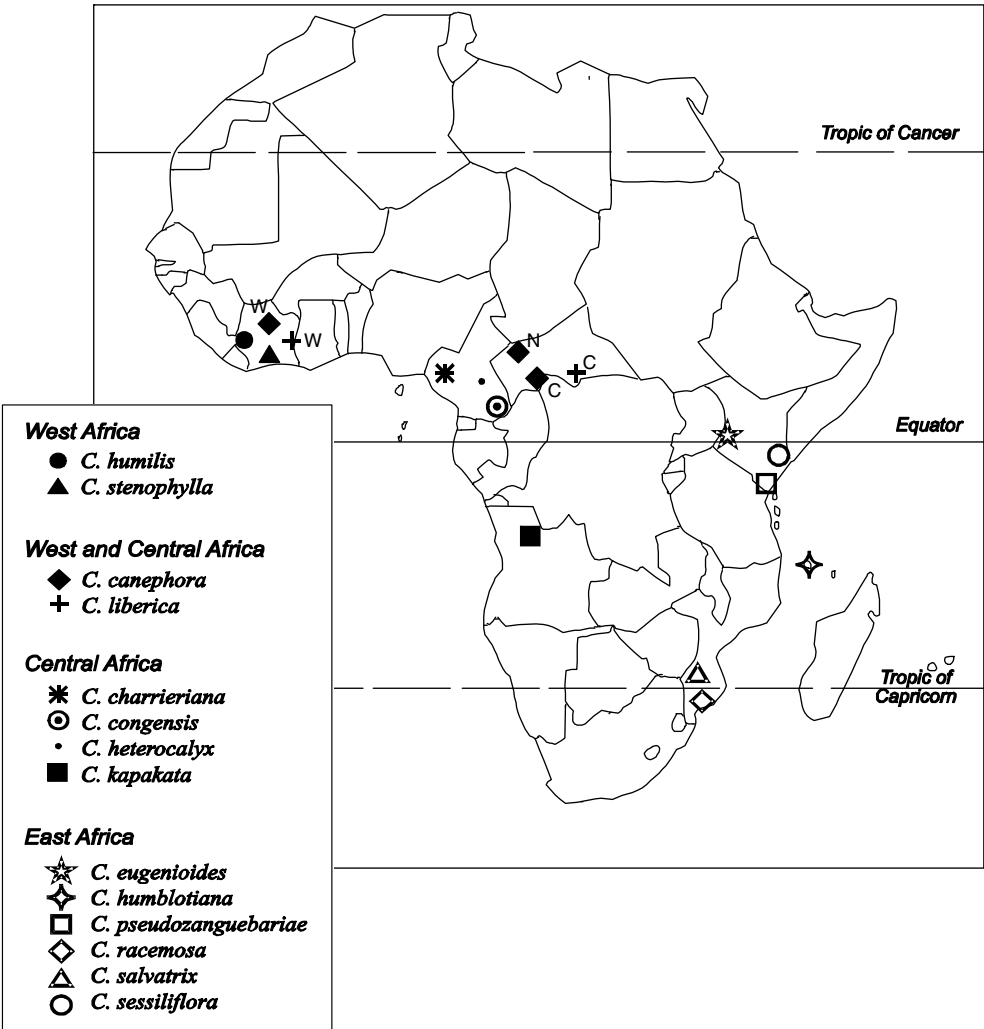 Tropic of Cancer
W
W
N
C
C
Equator
Tropic of
Capricorn
West Africa
C. humilis
C. stenophylla
West and Central Africa
C. canephora
C. liberica
Central Africa
C. charrieriana
C. congensis
C. heterocalyx
C. kapakata
East Africa
C. eugenioides
C. humblotiana
C. pseudozanguebariae
C. racemosa
C. salvatrix
C. sessiliflora